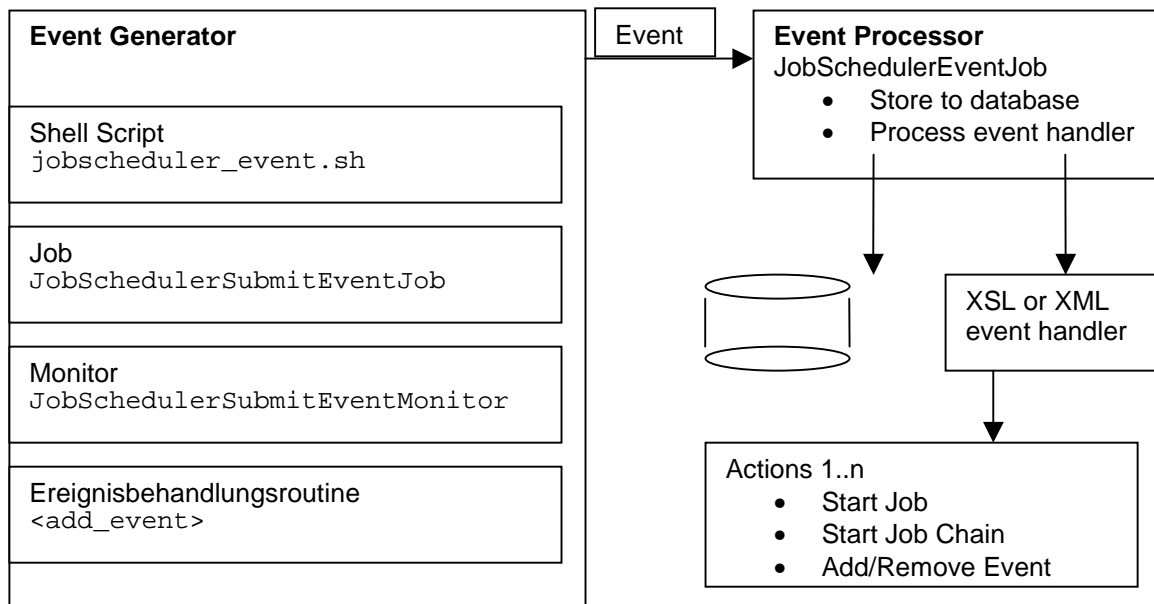 Event Generator
Shell Script
jobscheduler_event.sh
Job
JobSchedulerSubmitEventJob
Monitor
JobSchedulerSubmitEventMonitor
Ereignisbehandlungsroutine
<add_event>
Event
Event Processor
JobSchedulerEventJob
• Store to database
• Process event handler
XSL or XML
event handler
Actions 1..n
• Start Job
• Start Job Chain
• Add/Remove Event